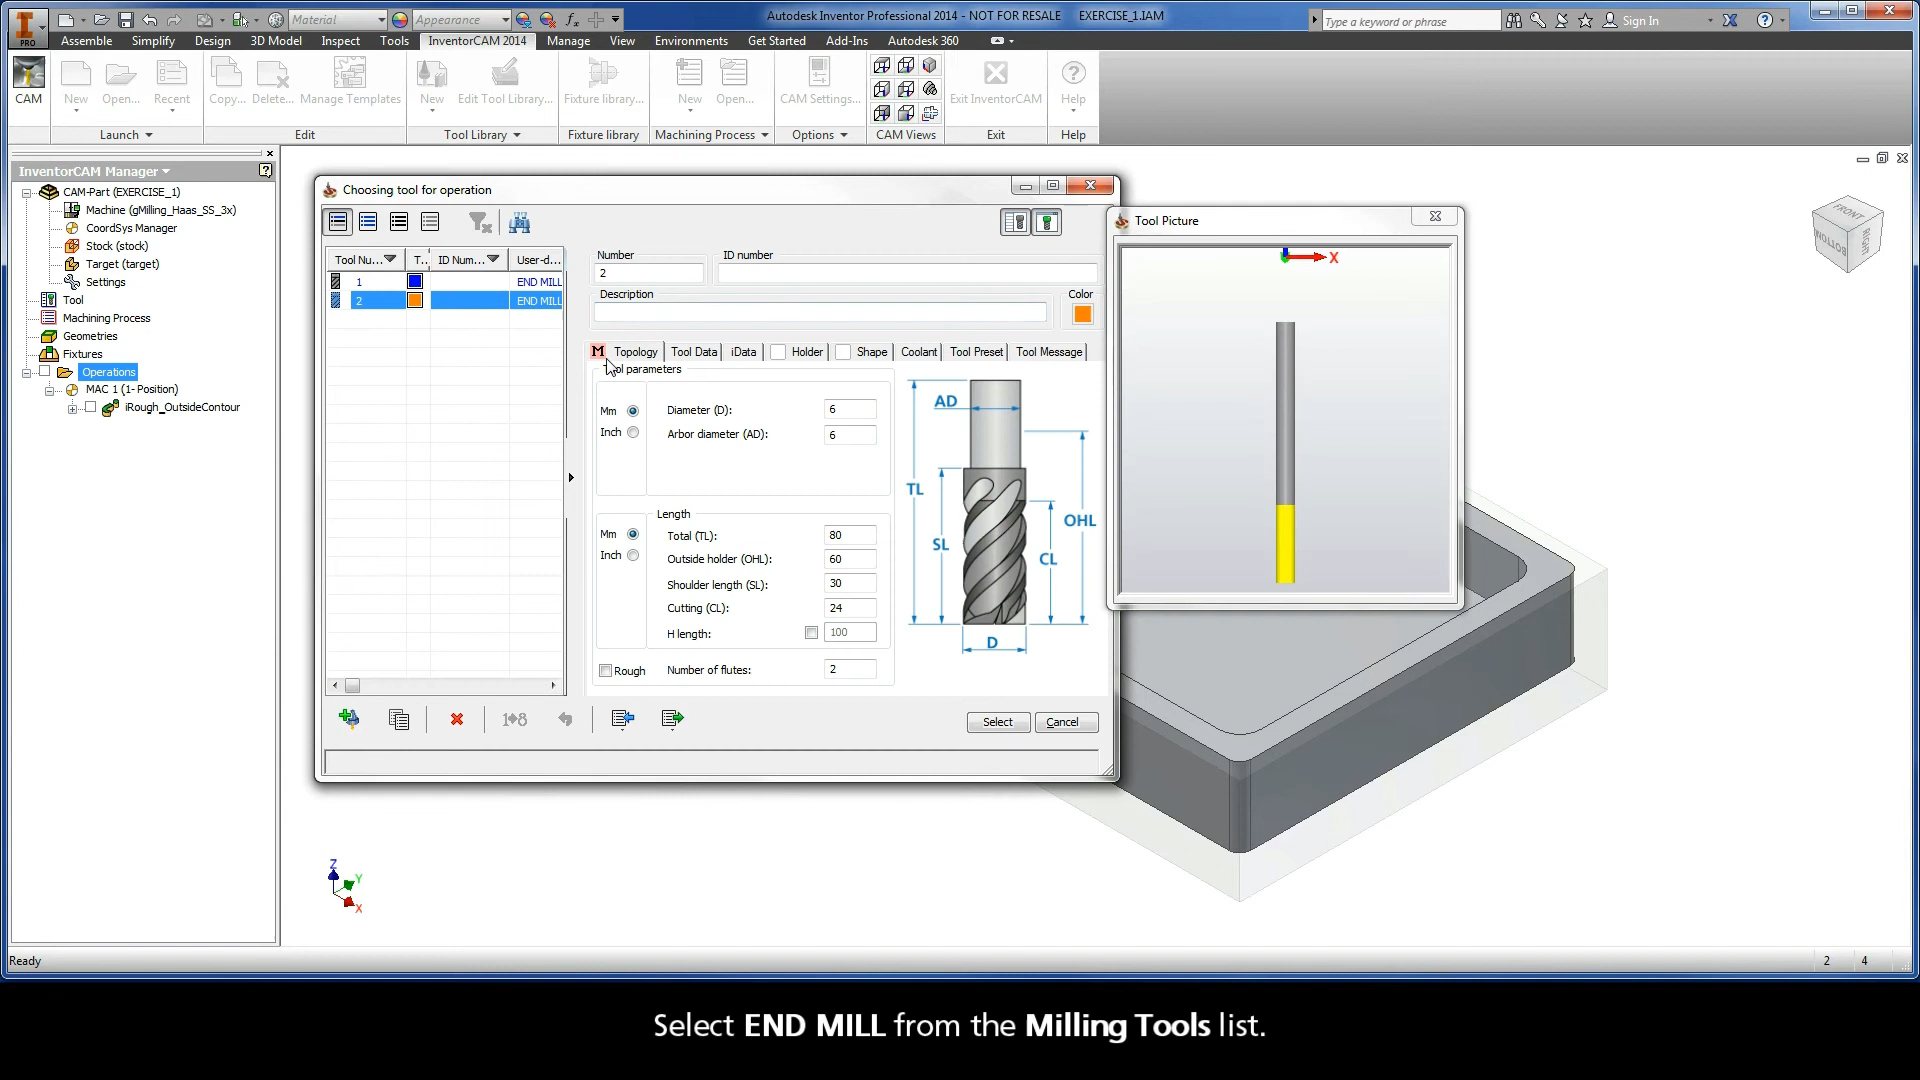 Material
Appearance
Autodesk Inventor Professional 2014 - NOT FOR RESALE EXERCISE_1.IAM
Type a keyword or phrase
Sign In
PRO
Assemble Simplify Design 3D Model Inspect Tools InventorCAM 2014 Manage View Environments Get Started Add-Ins Autodesk 360
CAM New Open... Recent Copy... Delete... Manage Templates New Edit Tool Library... Fixture library... New Open... CAM Settings... Exit InventorCAM Help
Launch Edit Tool Library Fixture library Machining Process Options CAM Views Exit Help
InventorCAM Manager
CAM-Part (EXERCISE_1)
Machine (gMilling_Haas_SS_3x)
CoordSys Manager
Stock (stock)
Target (target)
Settings
Tool
Machining Process
Geometries
Fixtures
Operations
MAC 1 (1- Position)
iRough_OutsideContour
Choosing tool for operation
Tool Nu... T.. ID Num... User-d...
1 END MILL
2 END MILL
Number
2
ID number
Description
Color
M Topology Tool Data iData Holder Shape Coolant Tool Preset Tool Message
ol parameters
Mm
Inch
Diameter (D): 6
Arbor diameter (AD): 6
Length
Mm
Inch
Total (TL): 80
Outside holder (OHL): 60
Shoulder length (SL): 30
Cutting (CL): 24
H length: 100
Rough
Number of flutes: 2
AD
TL
OHL
SL
CL
D
Select
Cancel
Tool Picture
X
FRONT
BOTTOM
RIGHT
Z
Y
X
Ready
2 4
Select END MILL from the Milling Tools list.